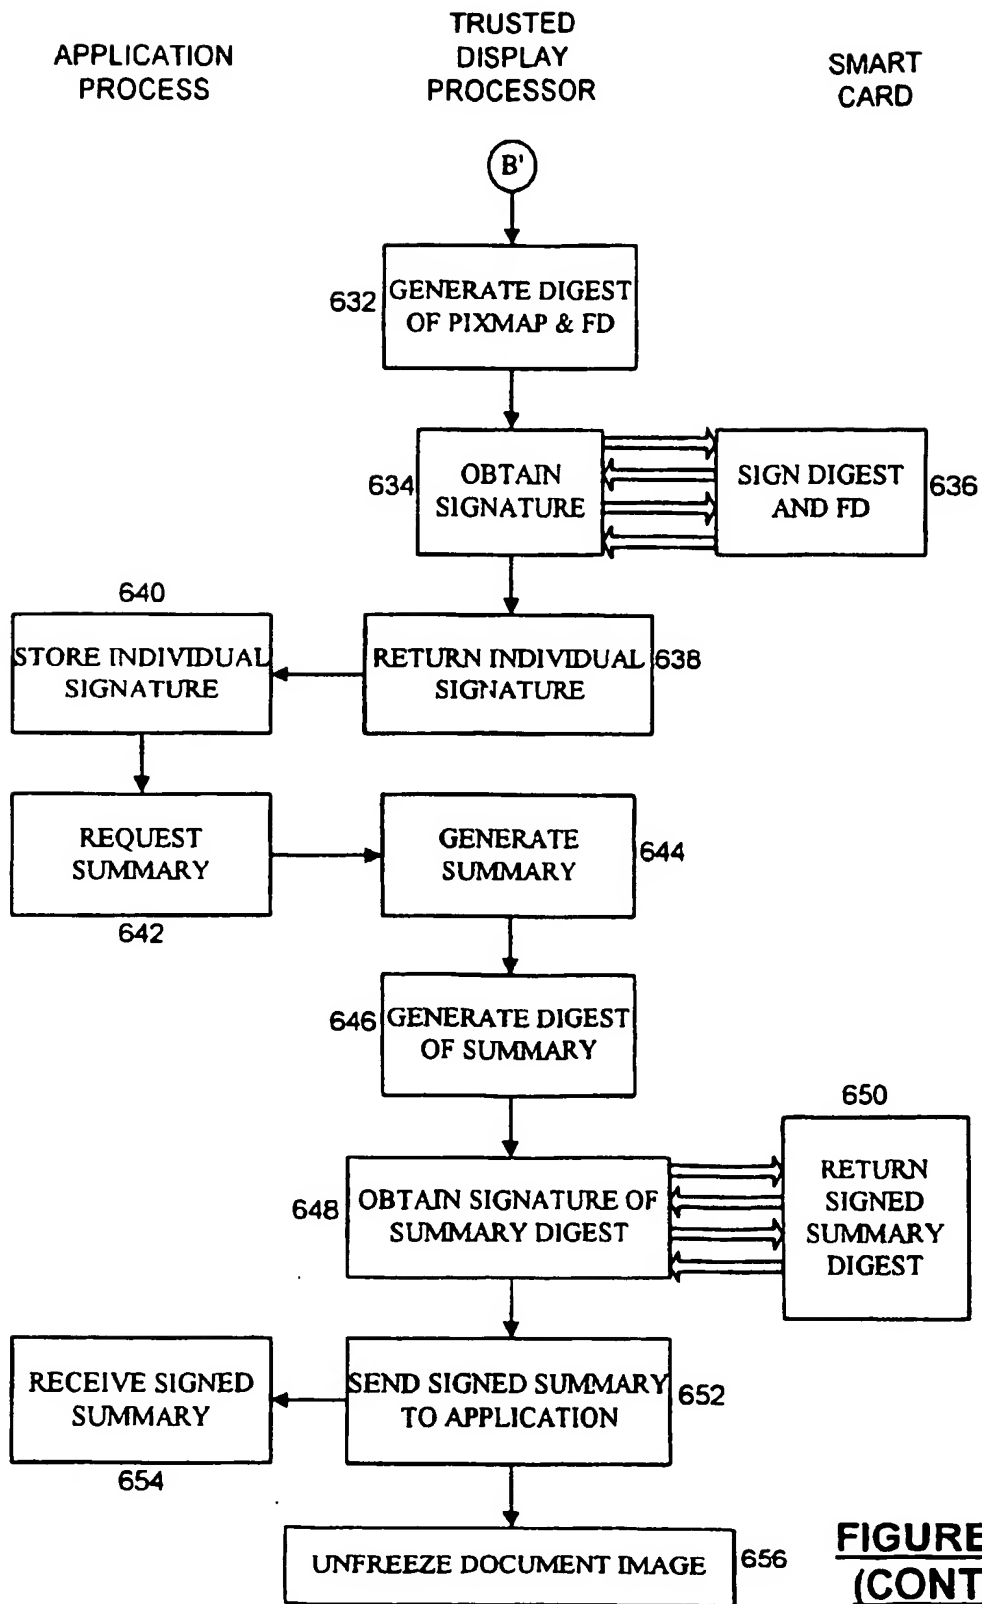 APPLICATION
PROCESS
TRUSTED
DISPLAY
PROCESSOR
SMART
CARD
B'
632
GENERATE DIGEST
OF PIXMAP & FD
634
OBTAIN
SIGNATURE
SIGN DIGEST
AND FD
636
640
STORE INDIVIDUAL
SIGNATURE
RETURN INDIVIDUAL
SIGNATURE
638
REQUEST
SUMMARY
642
GENERATE
SUMMARY
644
646
GENERATE DIGEST
OF SUMMARY
648
OBTAIN SIGNATURE OF
SUMMARY DIGEST
650
RETURN
SIGNED
SUMMARY
DIGEST
RECEIVE SIGNED
SUMMARY
654
SEND SIGNED SUMMARY
TO APPLICATION
652
UNFREEZE DOCUMENT IMAGE
656
FIGURE
(CONT